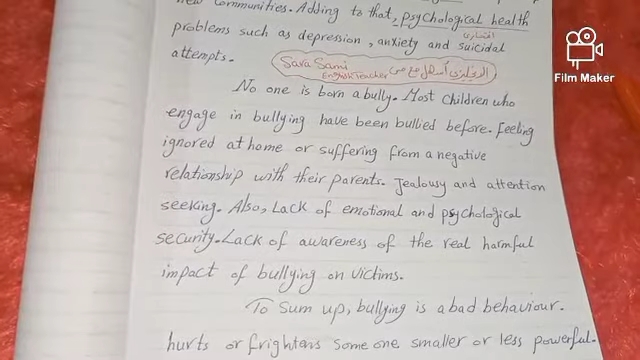 new communities. Adding to that, psychological health
problems such as depression, anxiety and suicidal
انتحاري
attempts.
Sava Sami
English Teacher
No one is born a bully. Most children who
engage in bullying have been bullied before. Feeling
ignored at home or suffering from a negative
relationship with their parents. Jealousy and attention
seeking. Also, Lack of emotional and psychological
security. Lack of awareness of the real harmful
impact of bullying on victims.
To sum up, bullying is a bad behaviour.
hurts or frightens some one smaller or less powerful.
Film Maker